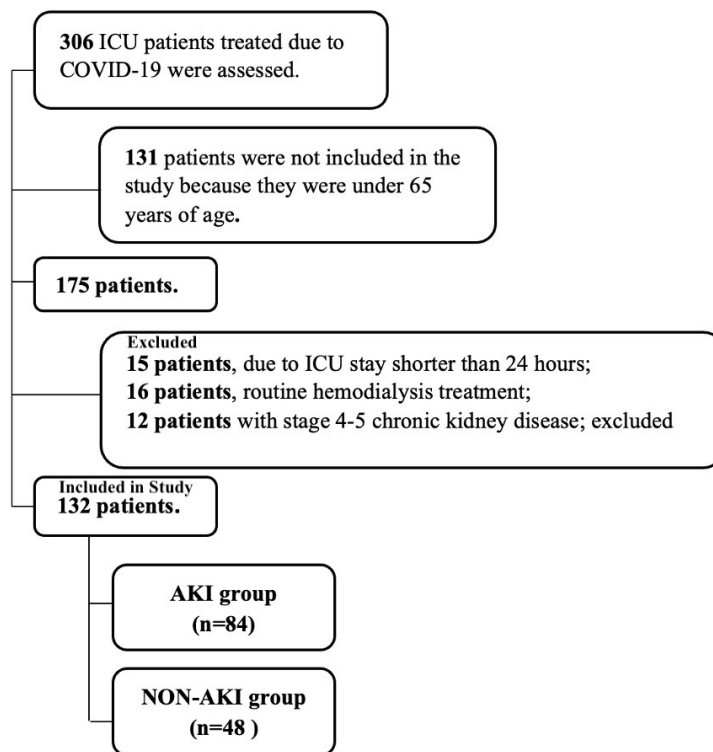 306 ICU patients treated due to
COVID-19 were assessed.
131 patients were not included in the
study because they were under 65
years of age.
175 patients.
Excluded
15 patients, due to ICU stay shorter than 24 hours;
16 patients, routine hemodialysis treatment;
12 patients with stage 4-5 chronic kidney disease; excluded
Included in Study
132 patients.
AKI group
(n=84)
NON-AKI group
(n=48 )